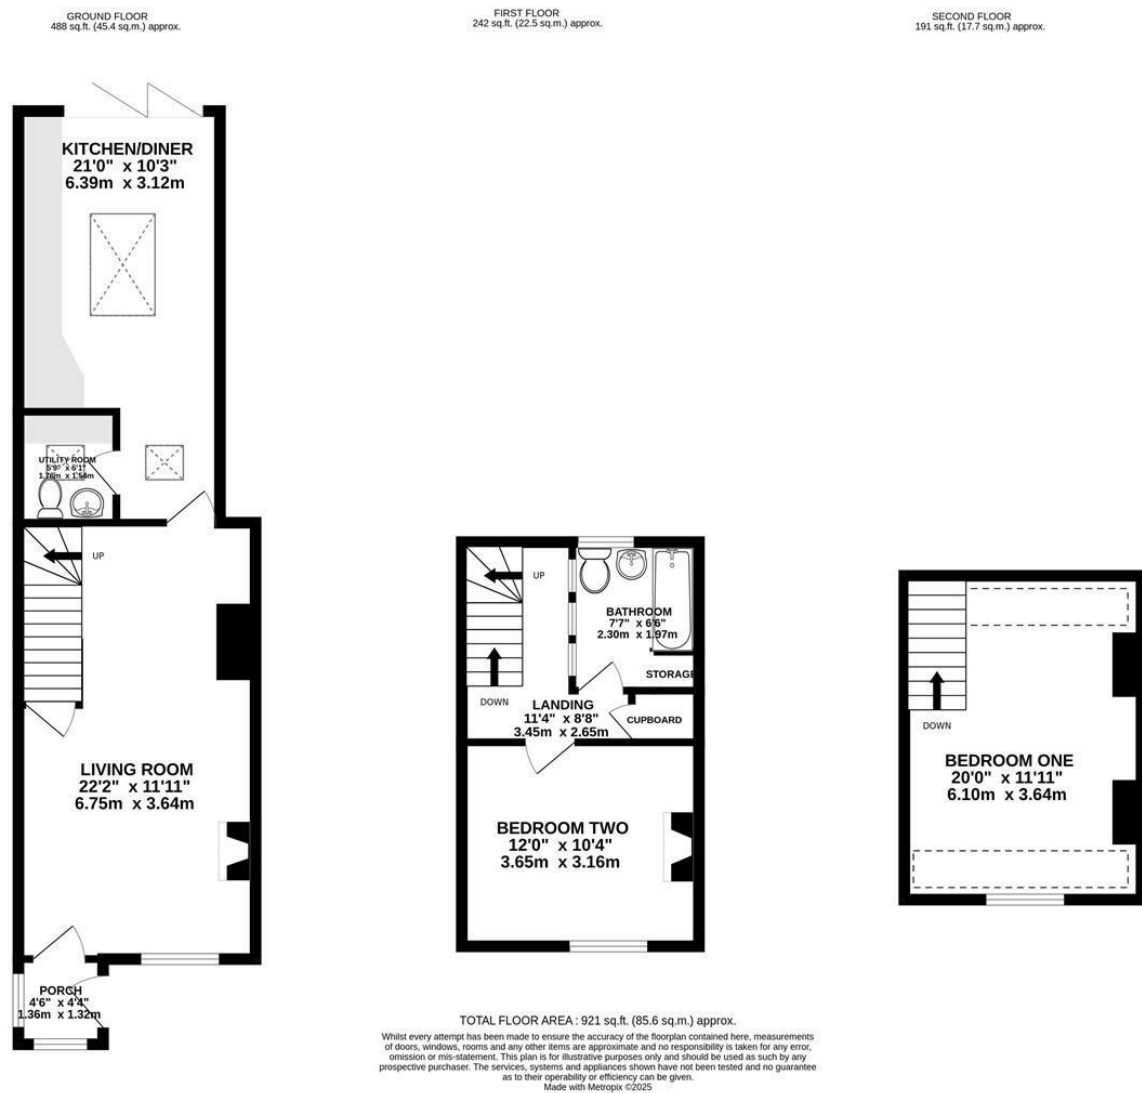 GROUND FLOOR
488 sq.ft. (45.4 sq.m.) approx.
FIRST FLOOR
242 sq.ft. (22.5 sq.m.) approx.
SECOND FLOOR
191 sq.ft. (17.7 sq.m.) approx.
KITCHEN/DINER
21'0" x 10'3"
6.39m x 3.12m
UTILITY ROOM
5'9" x 5'1"
1.76m x 1.54m
UP
LIVING ROOM
22'2" x 11'11"
6.75m x 3.64m
PORCH
4'6" x 4'4"
1.36m x 1.32m
UP
BATHROOM
7'7" x 6'6"
2.30m x 1.97m
STORAGE
DOWN
LANDING
11'4" x 8'8"
3.45m x 2.65m
CUPBOARD
BEDROOM TWO
12'0" x 10'4"
3.65m x 3.16m
DOWN
BEDROOM ONE
20'0" x 11'11"
6.10m x 3.64m
TOTAL FLOOR AREA : 921 sq.ft. (85.6 sq.m.) approx.
Whilst every attempt has been made to ensure the accuracy of the floorplan contained here, measurements
of doors, windows, rooms and any other items are approximate and no responsibility is taken for any error,
omission or mis-statement. This plan is for illustrative purposes only and should be used as such by any
prospective purchaser. The services, systems and appliances shown have not been tested and no guarantee
as to their operability or efficiency can be given.
Made with Metropix ©2025